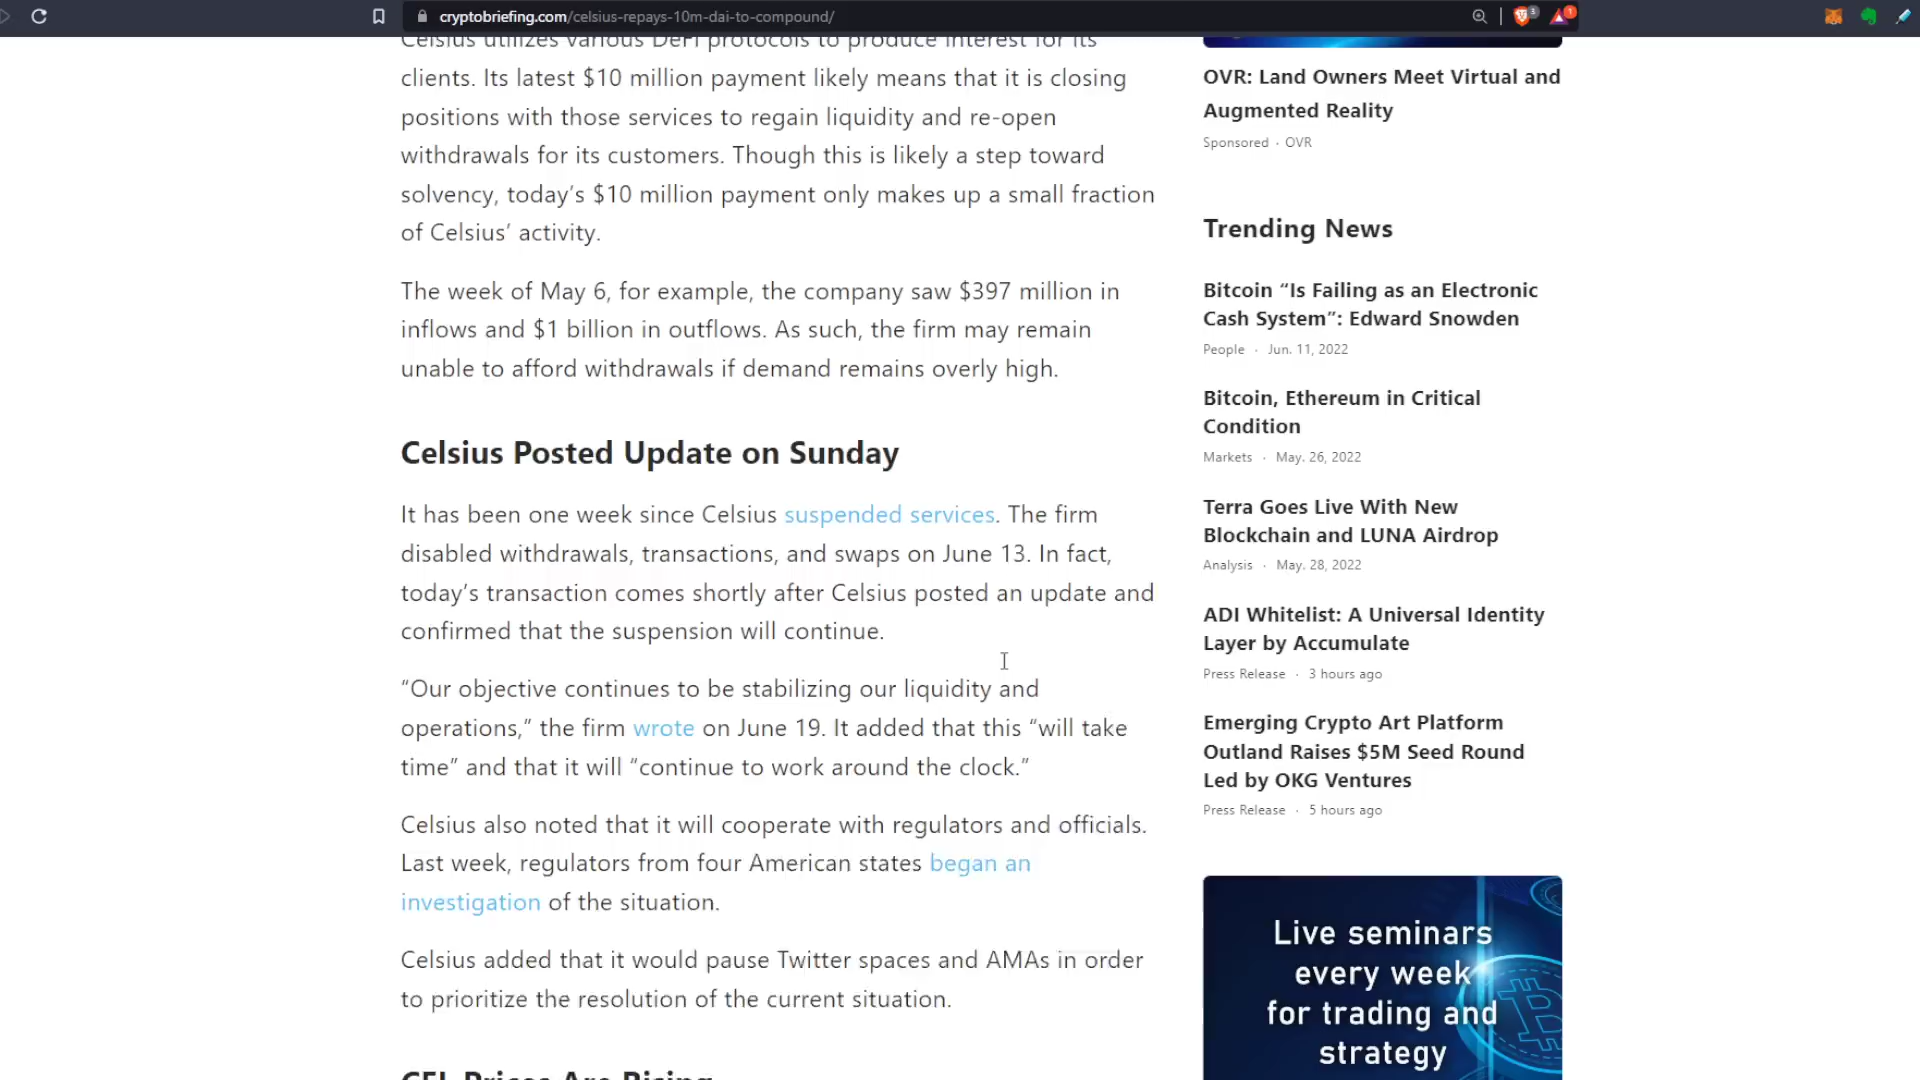 cryptobriefing.com/celsius-repays-10m-dai-to-compound/
3
1
Celsius utilizes various DeFi protocols to produce interest for its
clients. Its latest $10 million payment likely means that it is closing
positions with those services to regain liquidity and re-open
withdrawals for its customers. Though this is likely a step toward
solvency, today’s $10 million payment only makes up a small fraction
of Celsius’ activity.
The week of May 6, for example, the company saw $397 million in
inflows and $1 billion in outflows. As such, the firm may remain
unable to afford withdrawals if demand remains overly high.
Celsius Posted Update on Sunday
It has been one week since Celsius suspended services. The firm
disabled withdrawals, transactions, and swaps on June 13. In fact,
today’s transaction comes shortly after Celsius posted an update and
confirmed that the suspension will continue.
“Our objective continues to be stabilizing our liquidity and
operations,” the firm wrote on June 19. It added that this “will take
time” and that it will “continue to work around the clock.”
Celsius also noted that it will cooperate with regulators and officials.
Last week, regulators from four American states began an
investigation of the situation.
Celsius added that it would pause Twitter spaces and AMAs in order
to prioritize the resolution of the current situation.
CEL Prices Are Rising
OVR: Land Owners Meet Virtual and
Augmented Reality
Sponsored · OVR
Trending News
Bitcoin “Is Failing as an Electronic
Cash System”: Edward Snowden
People · Jun. 11, 2022
Bitcoin, Ethereum in Critical
Condition
Markets · May. 26, 2022
Terra Goes Live With New
Blockchain and LUNA Airdrop
Analysis · May. 28, 2022
ADI Whitelist: A Universal Identity
Layer by Accumulate
Press Release · 3 hours ago
Emerging Crypto Art Platform
Outland Raises $5M Seed Round
Led by OKG Ventures
Press Release · 5 hours ago
Live seminars
every week
for trading and
strategy